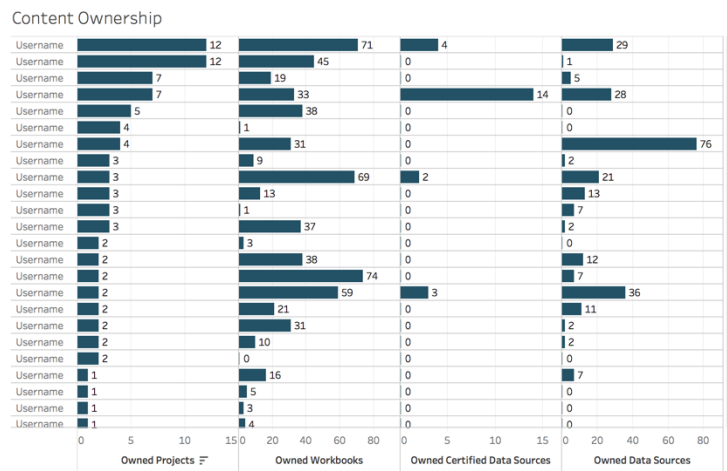 Content Ownership
Username 12 71 4 29
Username 12 45 0 1
Username 7 19 0 5
Username 7 33 14 28
Username 5 38 0 0
Username 4 1 0 0
Username 4 31 0 76
Username 3 9 0 2
Username 3 69 2 21
Username 3 13 0 13
Username 3 1 0 7
Username 3 37 0 2
Username 2 3 0 0
Username 2 38 0 12
Username 2 74 0 7
Username 2 59 3 36
Username 2 21 0 11
Username 2 31 0 2
Username 2 10 0 2
Username 2 0 0 0
Username 1 16 0 7
Username 1 5 0 0
Username 1 3 0 0
Username 1 4 0 0
0 5 10 15 0 20 40 60 80 0 5 10 15 0 20 40 60 80
Owned Projects Owned Workbooks Owned Certified Data Sources Owned Data Sources